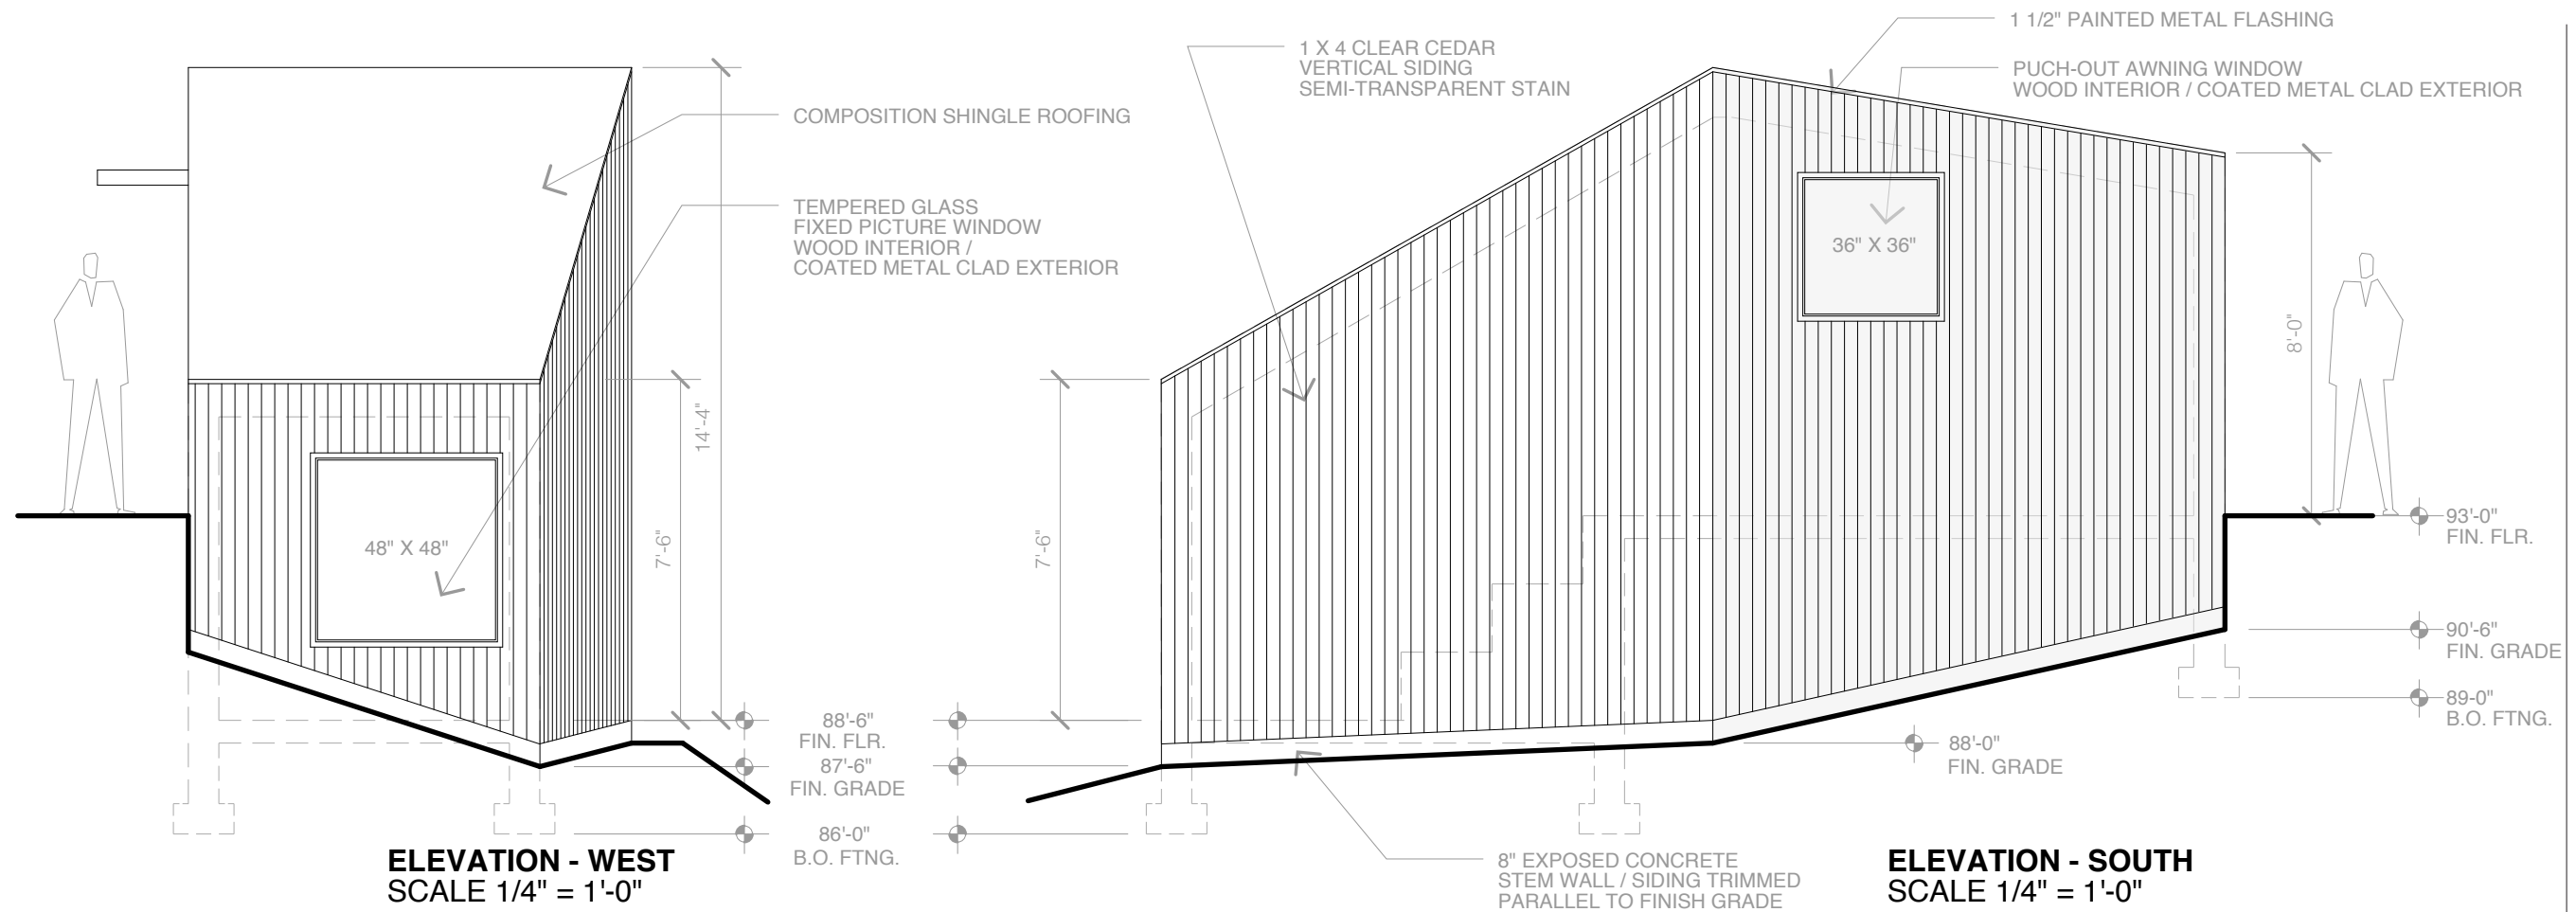 1 1/2" PAINTED METAL FLASHING
1 X 4 CLEAR CEDAR
VERTICAL SIDING
SEMI-TRANSPARENT STAIN
PUCH-OUT AWNING WINDOW
WOOD INTERIOR / COATED METAL CLAD EXTERIOR
COMPOSITION SHINGLE ROOFING
TEMPERED GLASS
FIXED PICTURE WINDOW
WOOD INTERIOR /
COATED METAL CLAD EXTERIOR
36" X 36"
8'-0"
14'-4"
7'-6"
7'-6"
48" X 48"
93'-0"
FIN. FLR.
90'-6"
FIN. GRADE
89-0"
B.O. FTNG.
88'-6"
FIN. FLR.
87'-6"
FIN. GRADE
88'-0"
FIN. GRADE
86'-0"
B.O. FTNG.
ELEVATION - WEST
SCALE 1/4" = 1'-0"
8" EXPOSED CONCRETE
STEM WALL / SIDING TRIMMED
PARALLEL TO FINISH GRADE
ELEVATION - SOUTH
SCALE 1/4" = 1'-0"